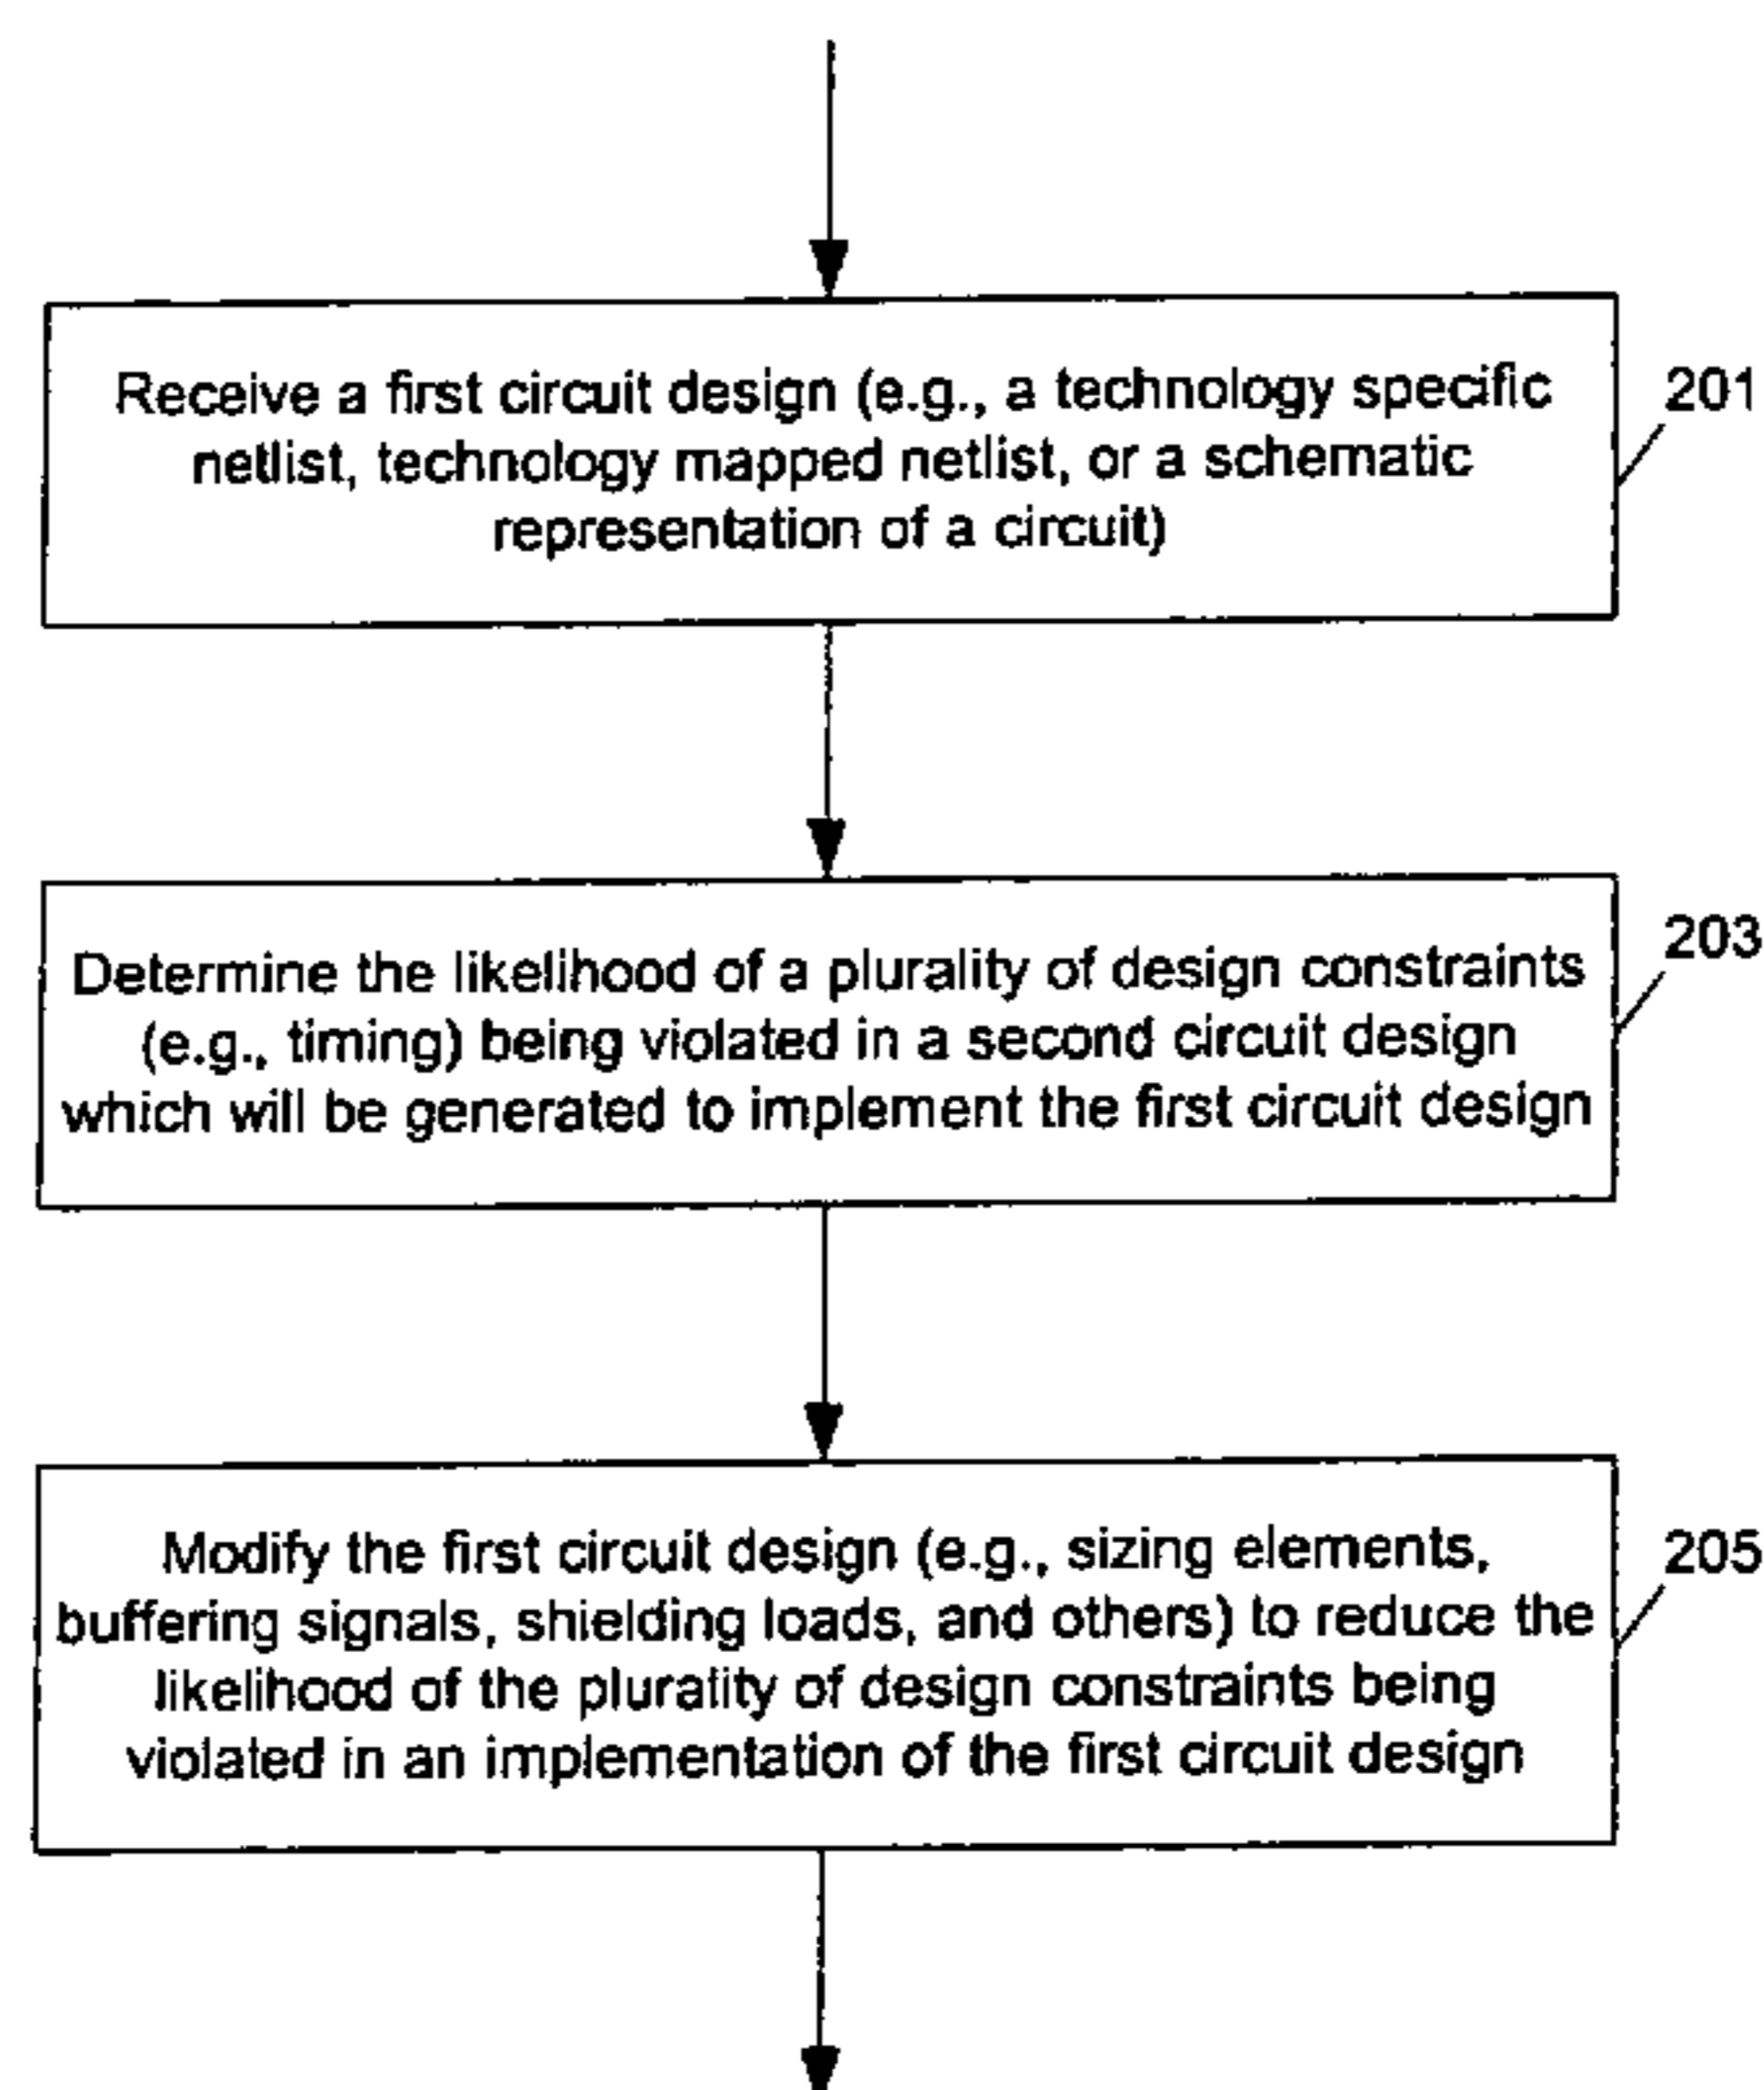 Receive a first circuit design (e.g., a technology specific
netlist, technology mapped netlist, or a schematic
representation of a circuit)
201
Determine the likelihood of a plurality of design constraints
(e.g., timing) being violated in a second circuit design
which will be generated to implement the first circuit design
203
Modify the first circuit design (e.g., sizing elements,
buffering signals, shielding loads, and others) to reduce the
likelihood of the plurality of design constraints being
violated in an implementation of the first circuit design
205